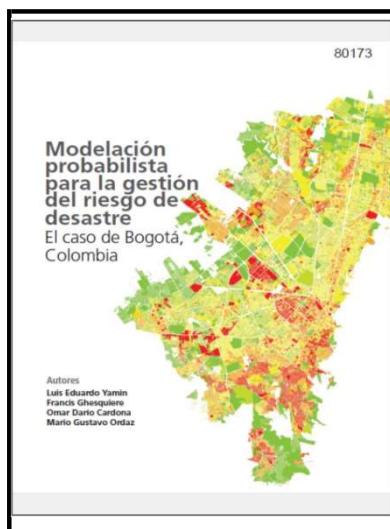 80173
Modelación
probabilista
para la gestión
del riesgo de
desastre
El caso de Bogotá,
Colombia
Autores
Luis Eduardo Yamin
Francis Ghesquiere
Omar Darío Cardona
Mario Gustavo Ordaz